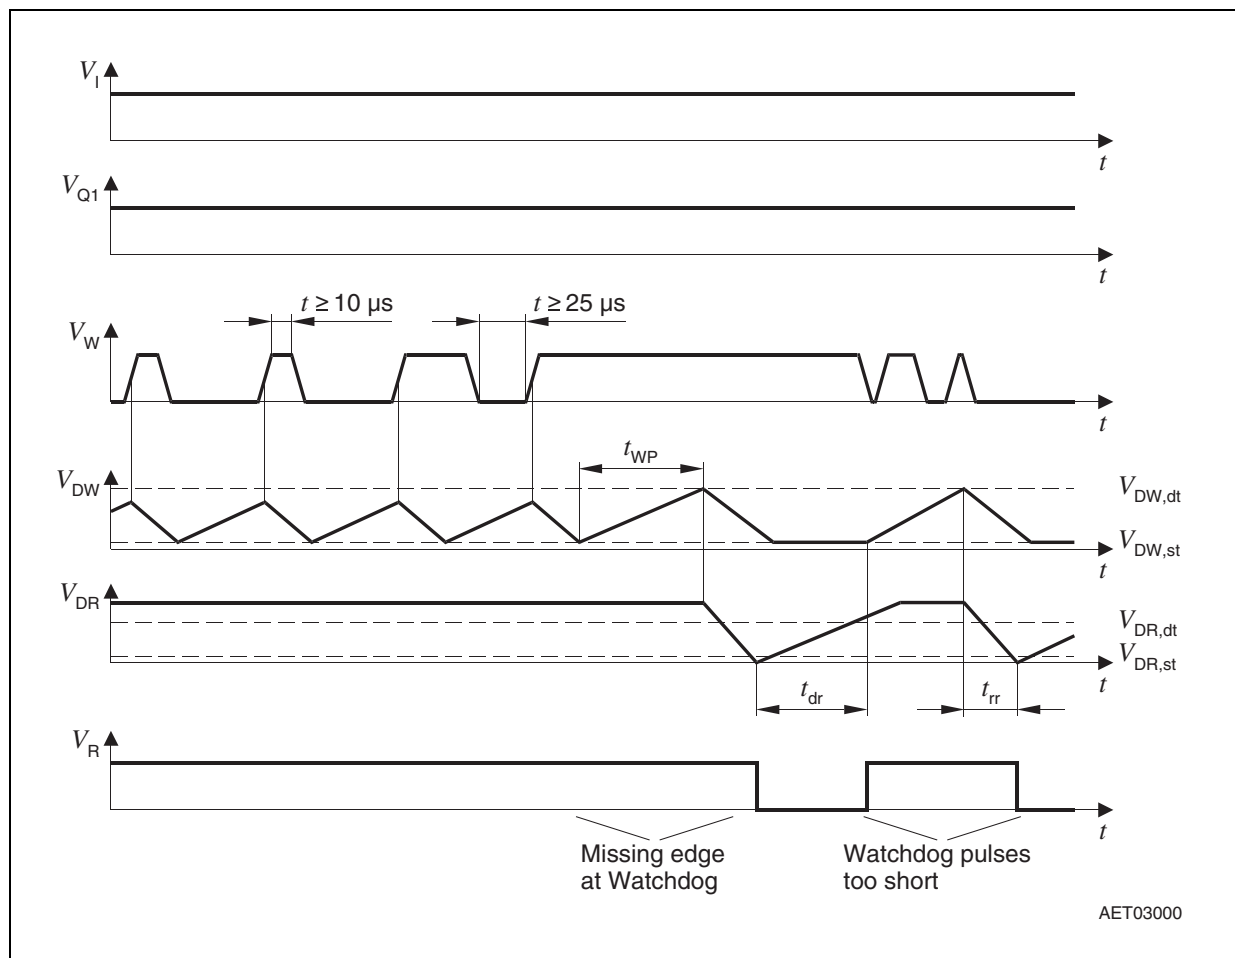 V_I
t
V_Q1
t
t ≥ 10 µs
t ≥ 25 µs
V_W
t
t_WP
V_DW
V_DW,dt
V_DW,st
t
V_DR
V_DR,dt
V_DR,st
t
t_dr
t_rr
V_R
t
Missing edge
at Watchdog
Watchdog pulses
too short
AET03000